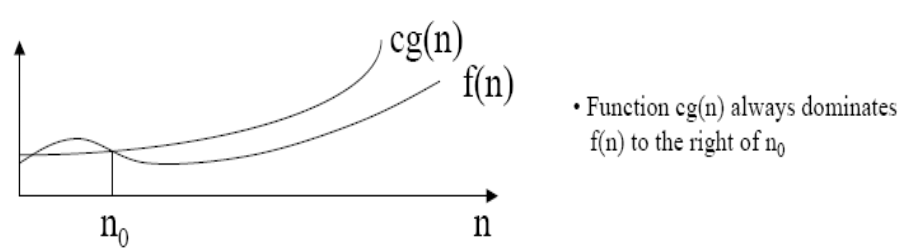 cg(n)
f(n)
• Function cg(n) always dominates
f(n) to the right of n₀
n₀
n